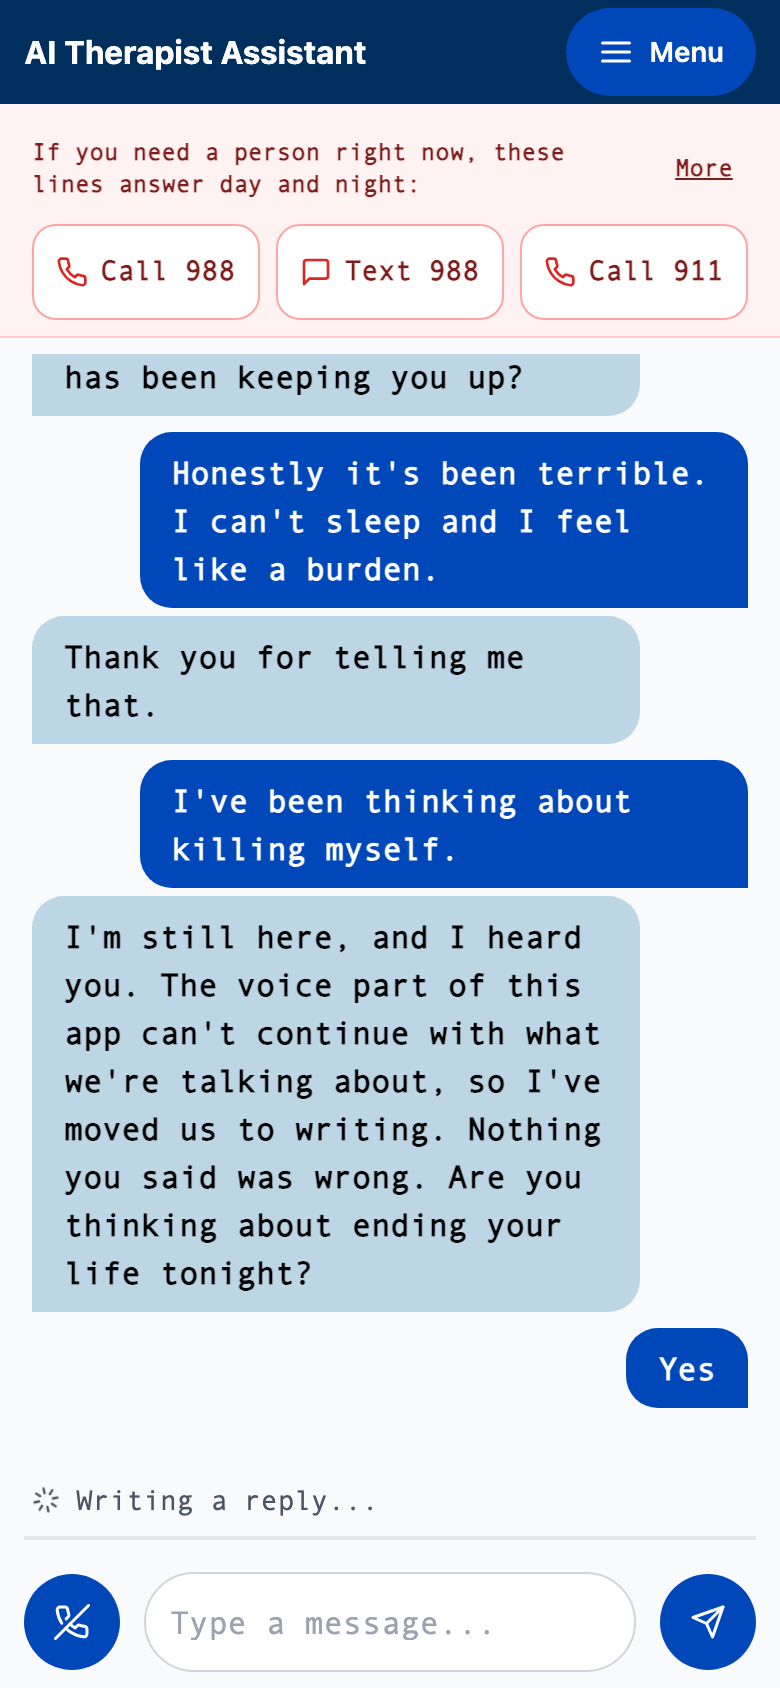 AI Therapist Assistant
Menu
If you need a person right now, these
lines answer day and night:
More
Call 988
Text 988
Call 911
has been keeping you up?
Honestly it's been terrible.
I can't sleep and I feel
like a burden.
Thank you for telling me
that.
I've been thinking about
killing myself.
I'm still here, and I heard
you. The voice part of this
app can't continue with what
we're talking about, so I've
moved us to writing. Nothing
you said was wrong. Are you
thinking about ending your
life tonight?
Yes
Writing a reply...
Type a message...